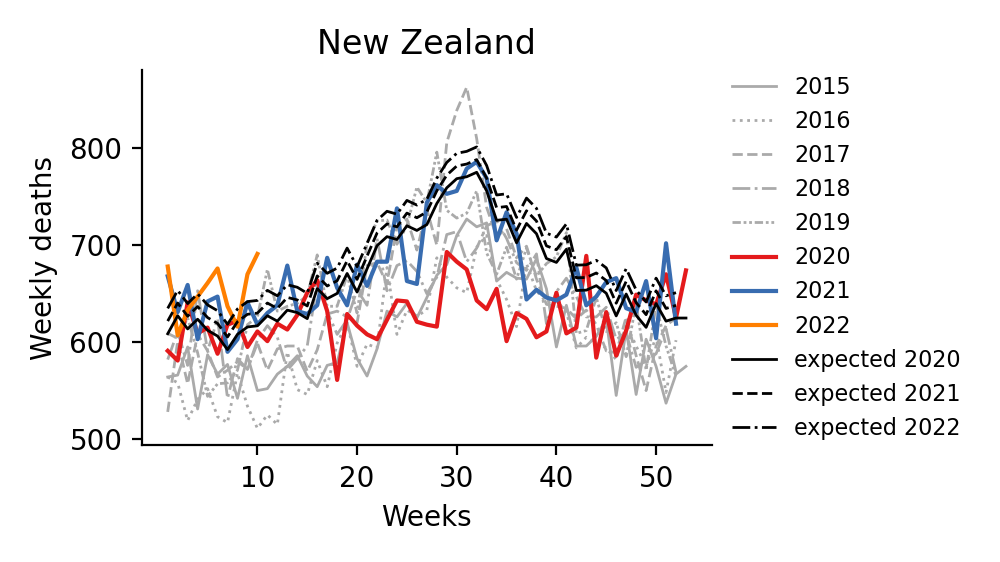 New Zealand
Weekly deaths
800
700
600
500
10 20 30 40 50
Weeks
2015
2016
2017
2018
2019
2020
2021
2022
expected 2020
expected 2021
expected 2022